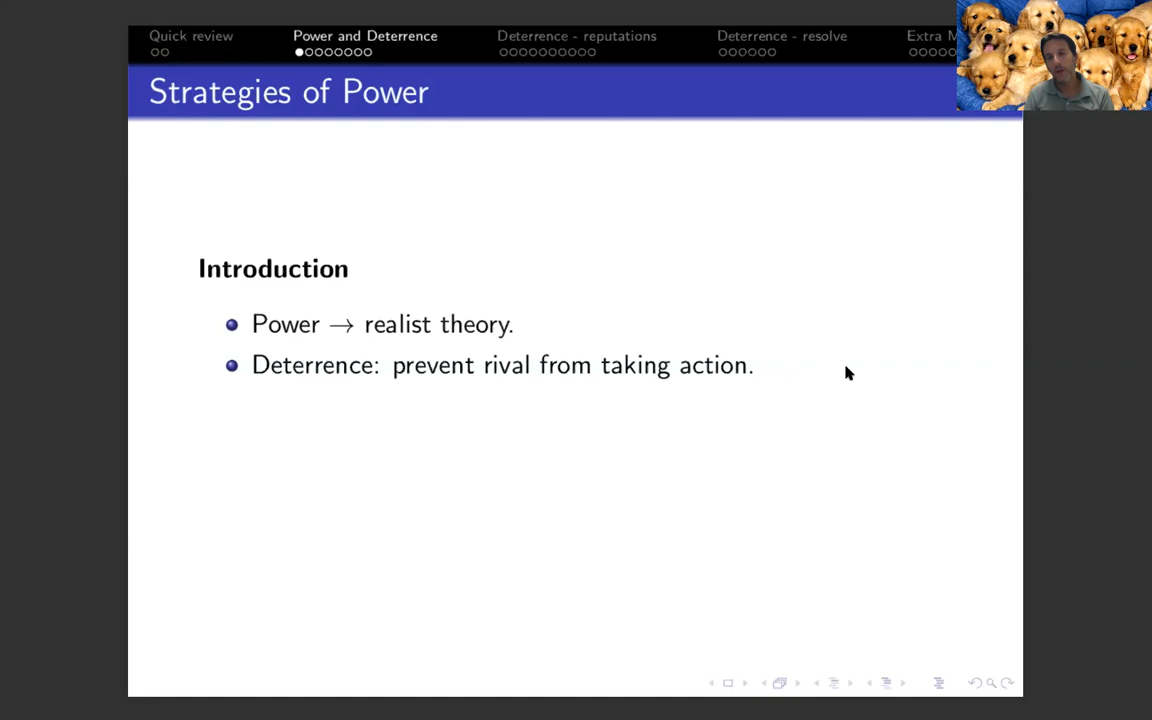 Quick review Power and Deterrence Deterrence - reputations Deterrence - resolve Extra M
Strategies of Power
Introduction
Power → realist theory.
Deterrence: prevent rival from taking action.